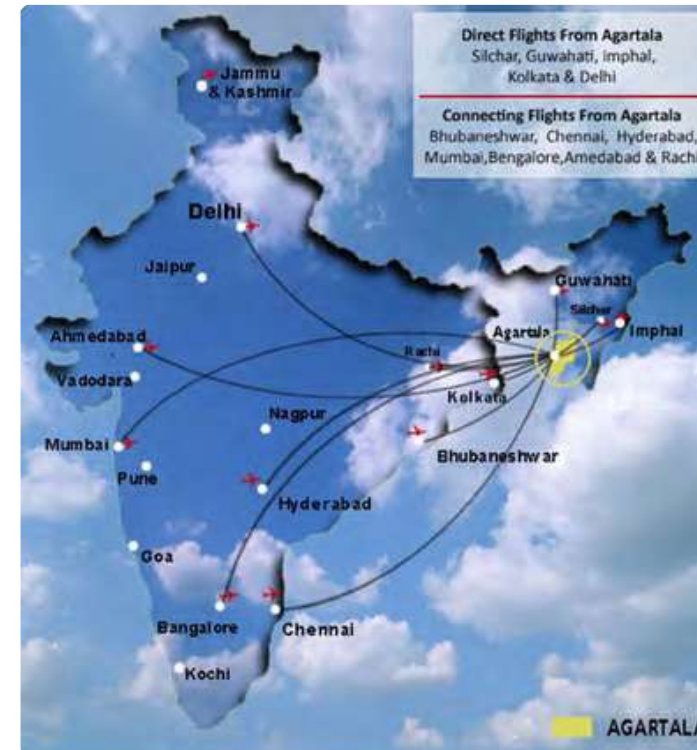 Direct Flights From Agartala
Silchar, Guwahati, Imphal,
Kolkata & Delhi
Connecting Flights From Agartala
Bhubaneshwar, Chennai, Hyderabad,
Mumbai,Bengalore,Amedabad & Rachi
Jammu
& Kashmir
Delhi
Jaipur
Guwahati
Silchar
Imphal
Agartala
Ahmedabad
Rachi
Vadodara
Kolkata
Nagpur
Mumbai
Bhubaneshwar
Pune
Hyderabad
Goa
Bangalore
Chennai
Kochi
AGARTALA